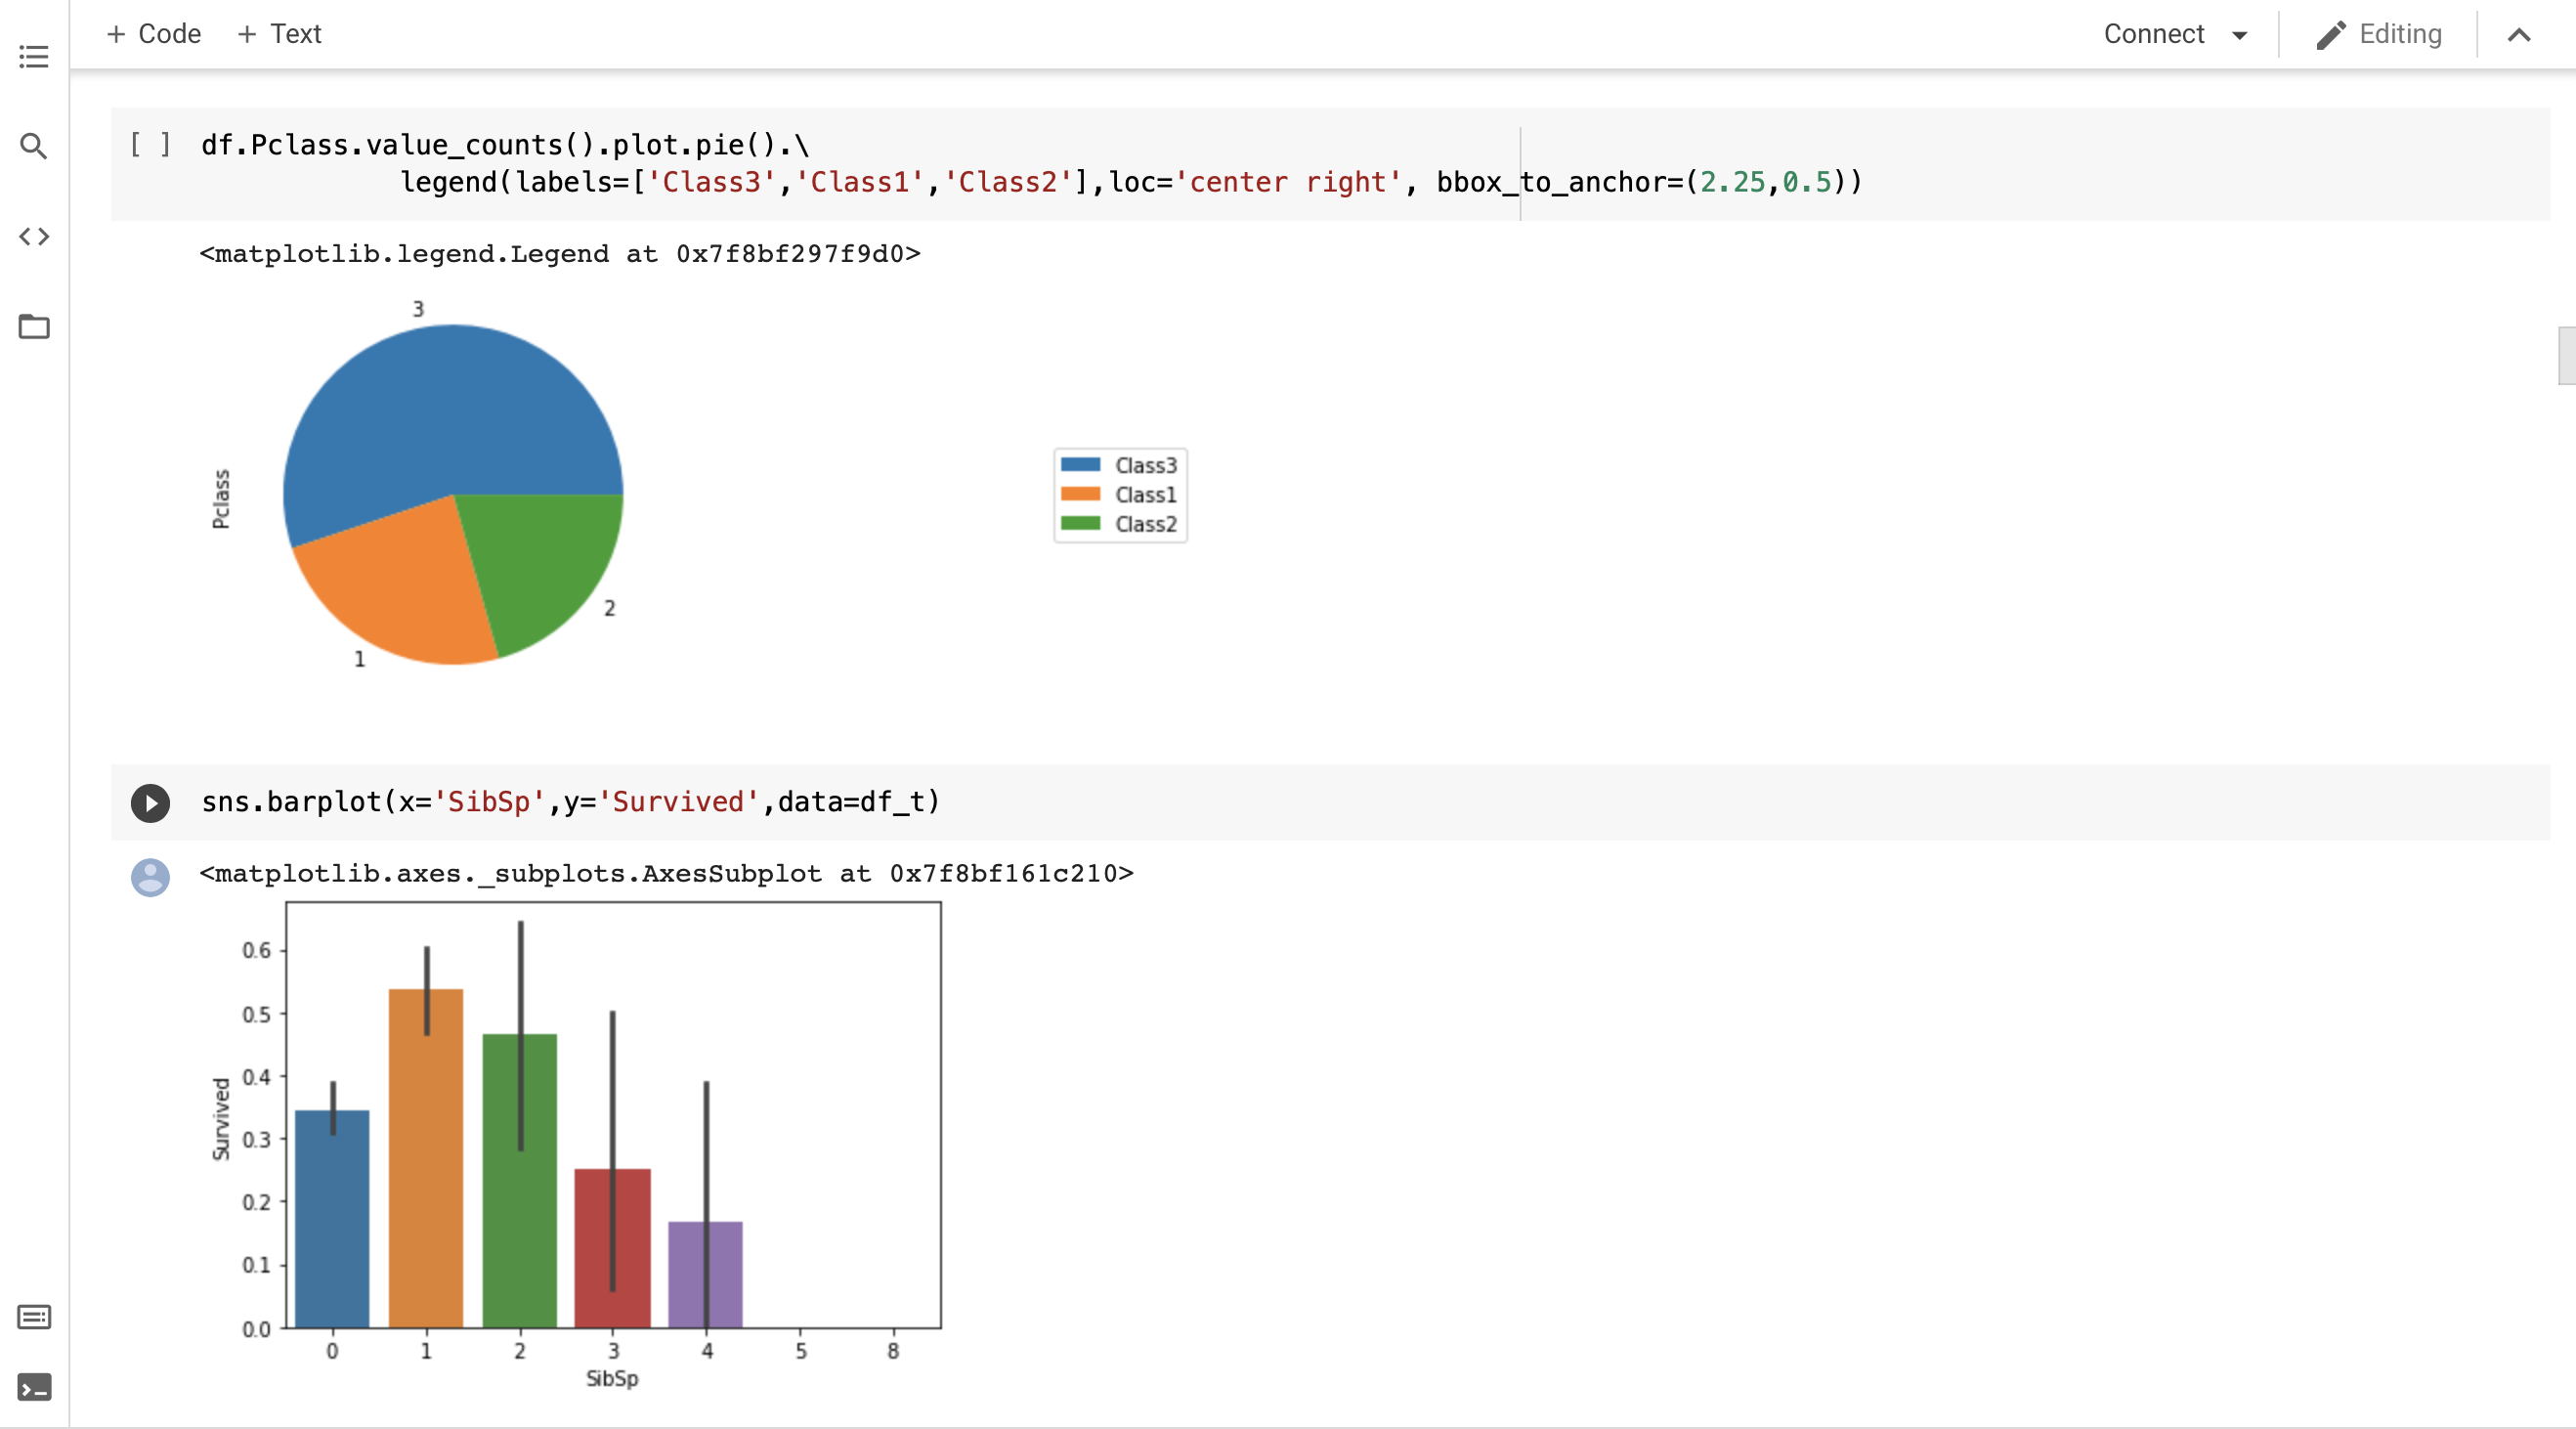 + Code + Text Connect Editing
[ ] df.Pclass.value_counts().plot.pie().\
legend(labels=['Class3','Class1','Class2'],loc='center right', bbox_to_anchor=(2.25,0.5))
<matplotlib.legend.Legend at 0x7f8bf297f9d0>
3
Pclass
1
2
Class3
Class1
Class2
sns.barplot(x='SibSp',y='Survived',data=df_t)
<matplotlib.axes._subplots.AxesSubplot at 0x7f8bf161c210>
Survived
0.6
0.5
0.4
0.3
0.2
0.1
0.0
0 1 2 3 4 5 8
SibSp